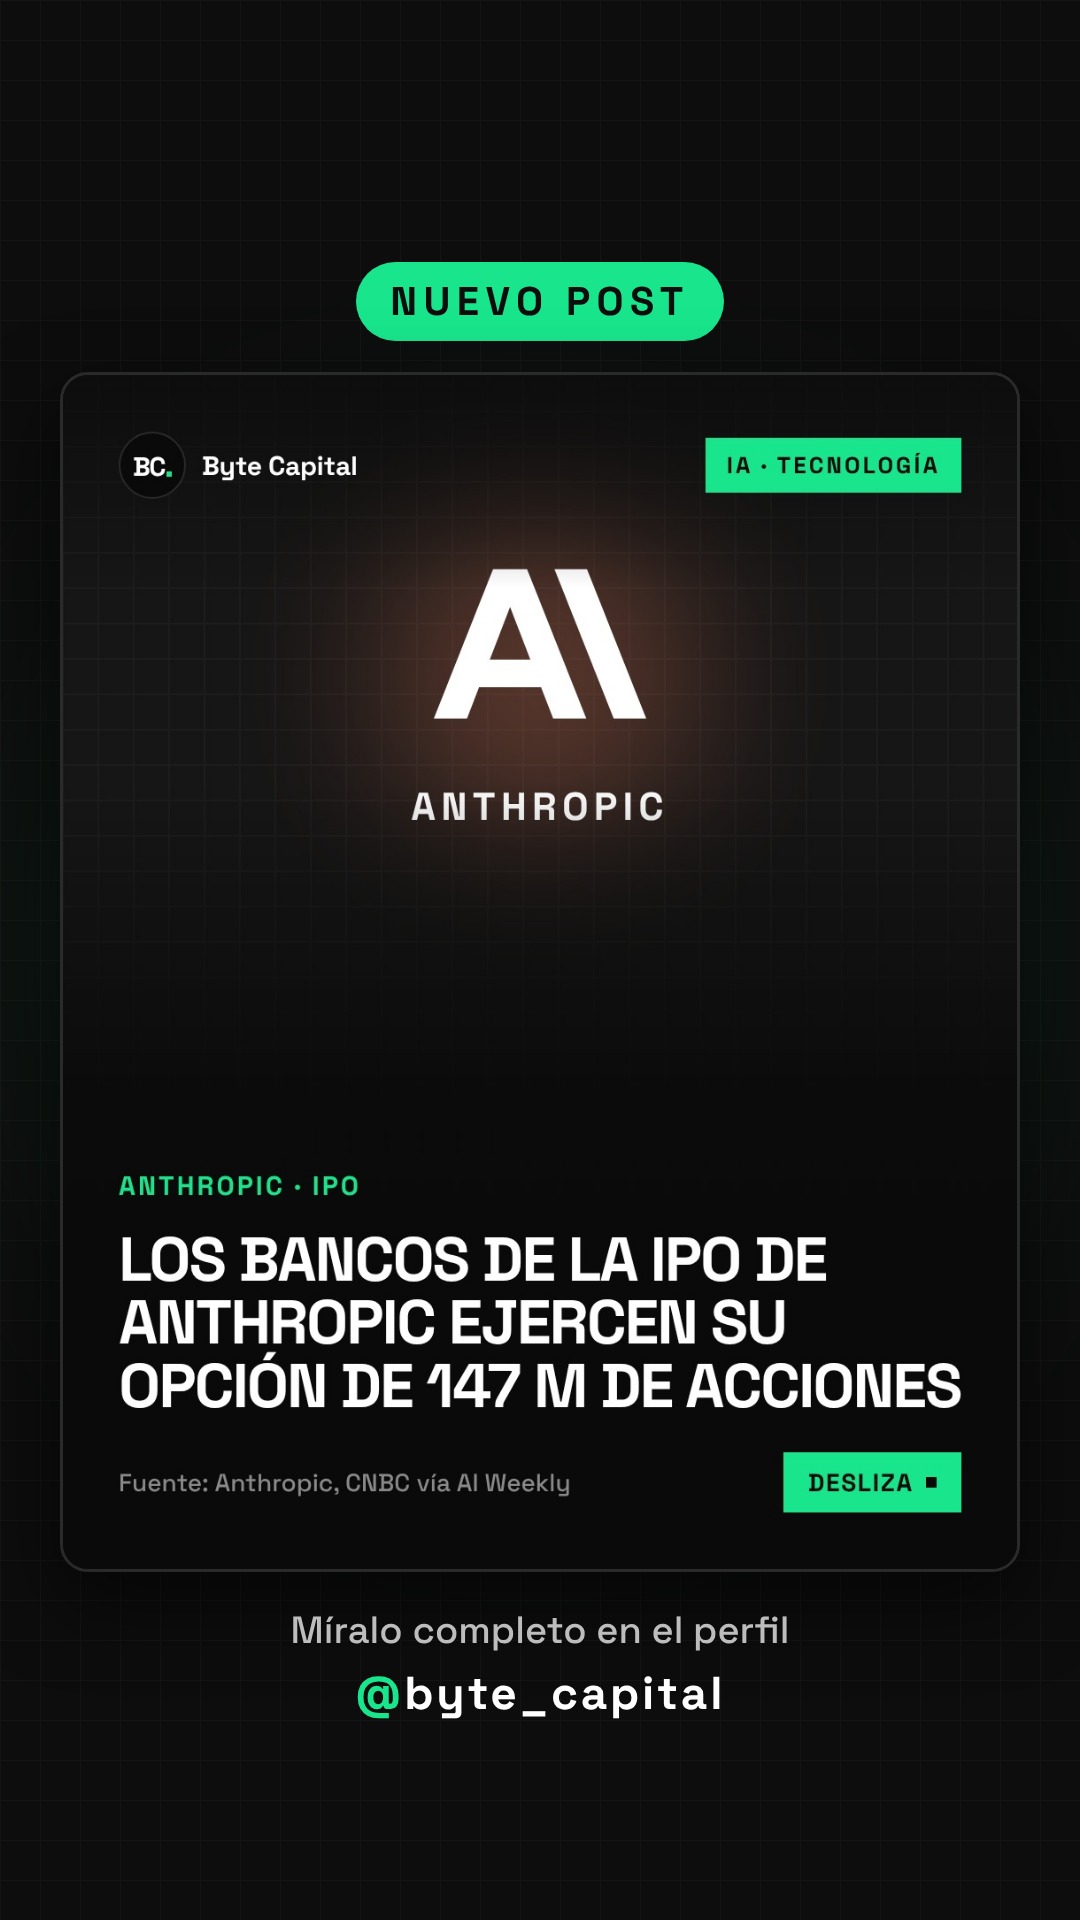 NUEVO POST
BC.
Byte Capital
IA · TECNOLOGÍA
A\
ANTHROPIC
ANTHROPIC · IPO
LOS BANCOS DE LA IPO DE
ANTHROPIC EJERCEN SU
OPCIÓN DE 147 M DE ACCIONES
Fuente: Anthropic, CNBC vía AI Weekly
DESLIZA ■
Míralo completo en el perfil
@byte_capital